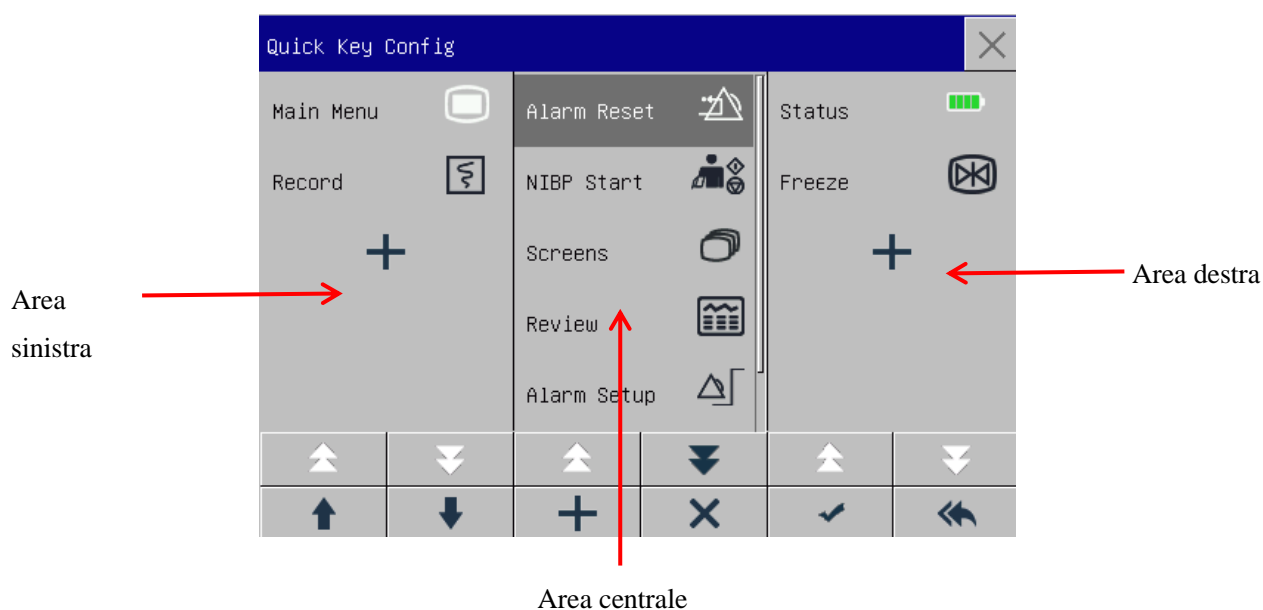 Quick Key Config
Main Menu
Alarm Reset
Status
Record
NIBP Start
Freeze
Screens
Review
Alarm Setup
Area
sinistra
Area destra
Area centrale